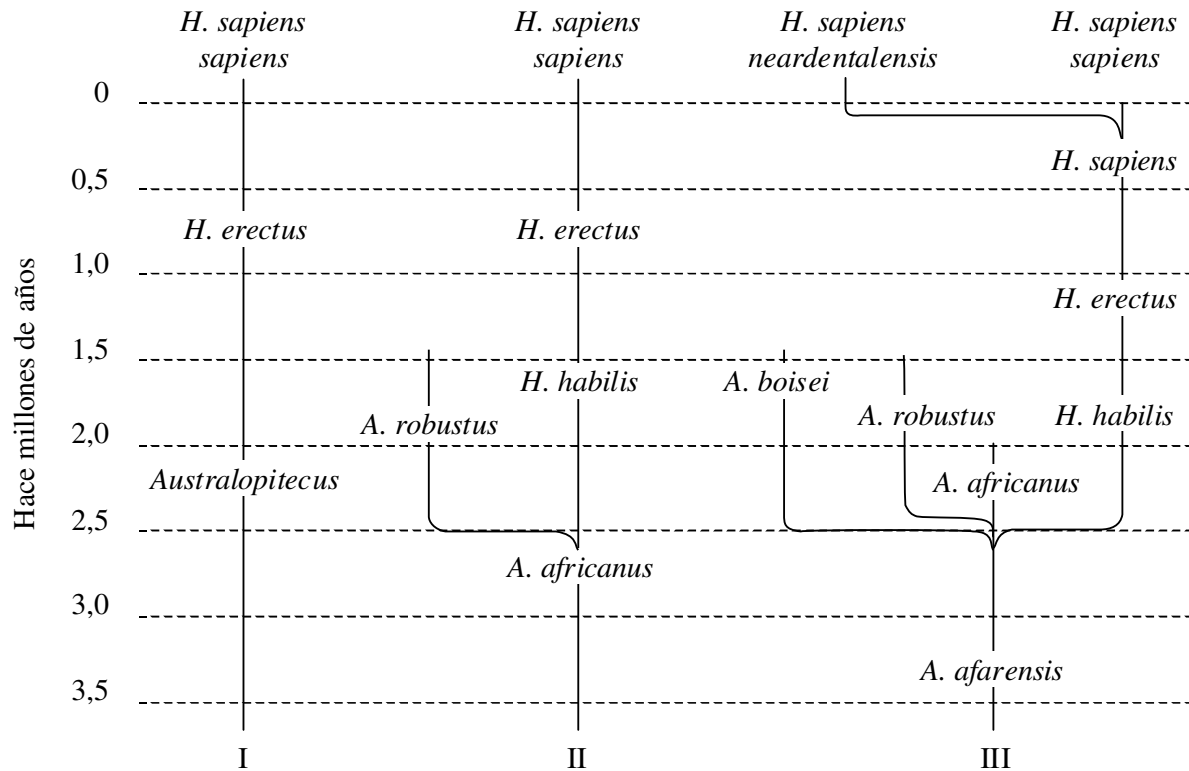 H. sapiens
sapiens
H. sapiens
sapiens
H. sapiens
neardentalensis
H. sapiens
sapiens
0
H. sapiens
0,5
H. erectus
H. erectus
1,0
H. erectus
1,5
H. habilis
A. boisei
A. robustus
A. robustus
H. habilis
2,0
Australopitecus
A. africanus
2,5
A. africanus
3,0
A. afarensis
3,5
Hace millones de años
I
II
III